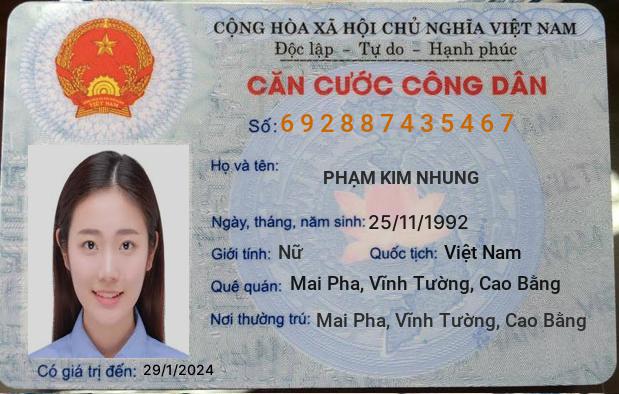 CỘNG HÒA XÃ HỘI CHỦ NGHĨA VIỆT NAM
Độc lập - Tự do - Hạnh phúc
CĂN CƯỚC CÔNG DÂN
Số: 692887435467
Họ và tên:
PHẠM KIM NHUNG
Ngày, tháng, năm sinh: 25/11/1992
Giới tính: Nữ Quốc tịch: Việt Nam
Quê quán: Mai Pha, Vĩnh Tường, Cao Bằng
Nơi thường trú: Mai Pha, Vĩnh Tường, Cao Bằng
Có giá trị đến: 29/1/2024
VIỆT NAM